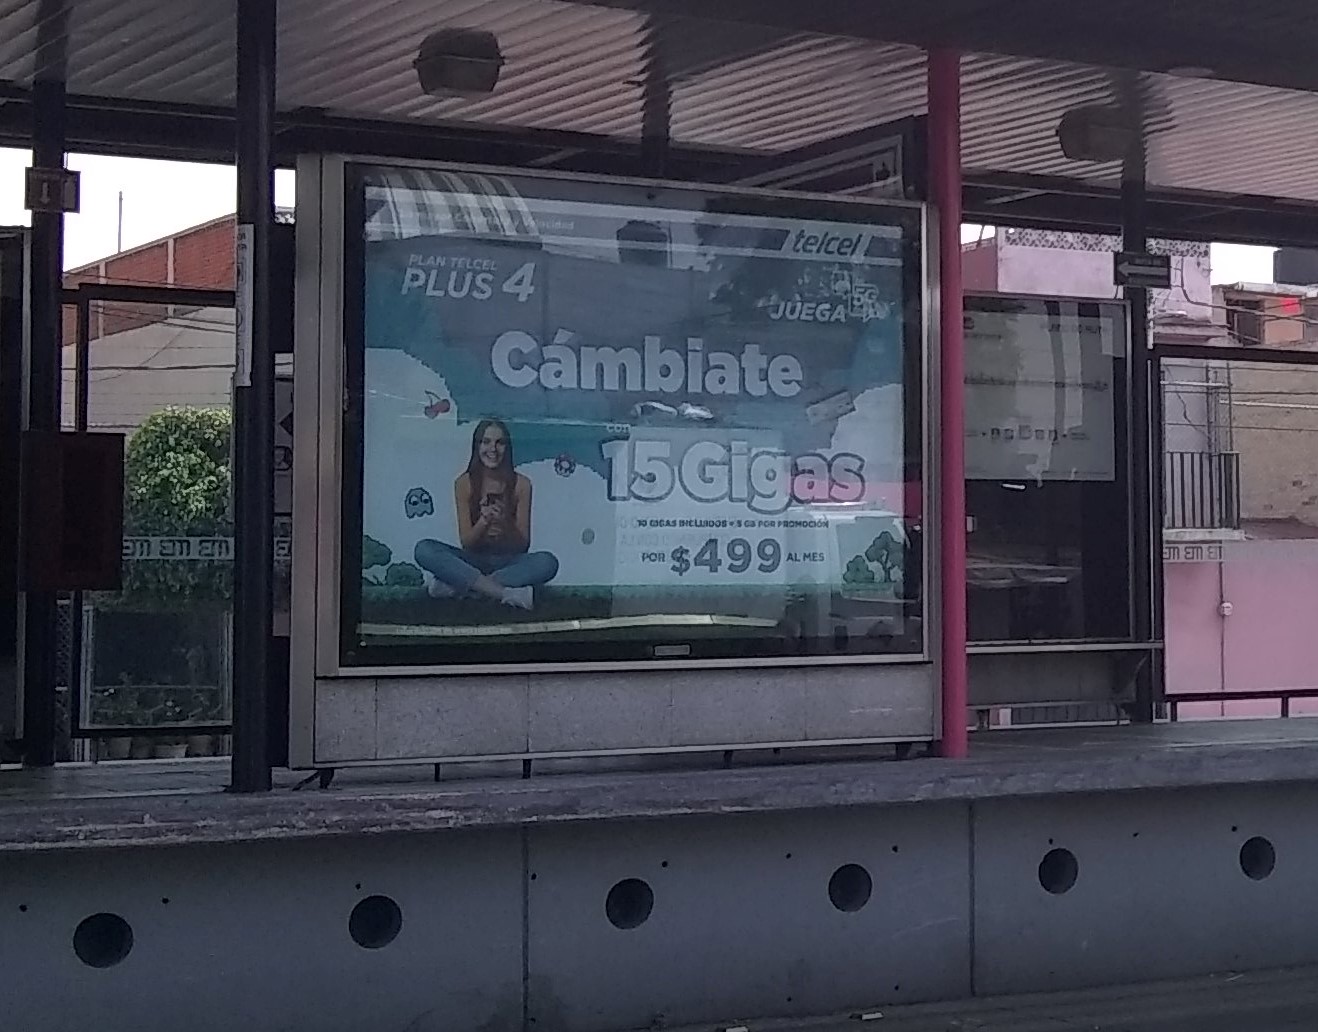 telcel
PLAN TELCEL
PLUS 4
JUEGA
5G
Cámbiate
con
15 Gigas
10 GIGAS INCLUIDOS + 5 GB POR PROMOCIÓN
POR $499 AL MES